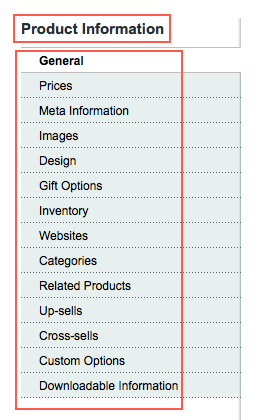 Product Information
General
Prices
Meta Information
Images
Design
Gift Options
Inventory
Websites
Categories
Related Products
Up-sells
Cross-sells
Custom Options
Downloadable Information